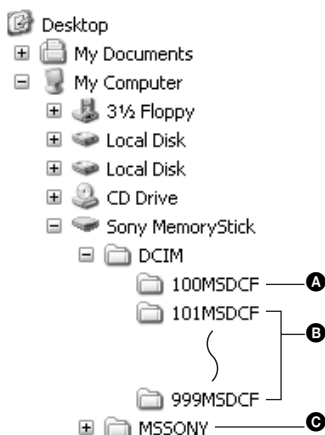 Desktop
My Documents
My Computer
3½ Floppy
Local Disk
Local Disk
CD Drive
Sony MemoryStick
DCIM
100MSDCF A
101MSDCF
B
999MSDCF
MSSONY C